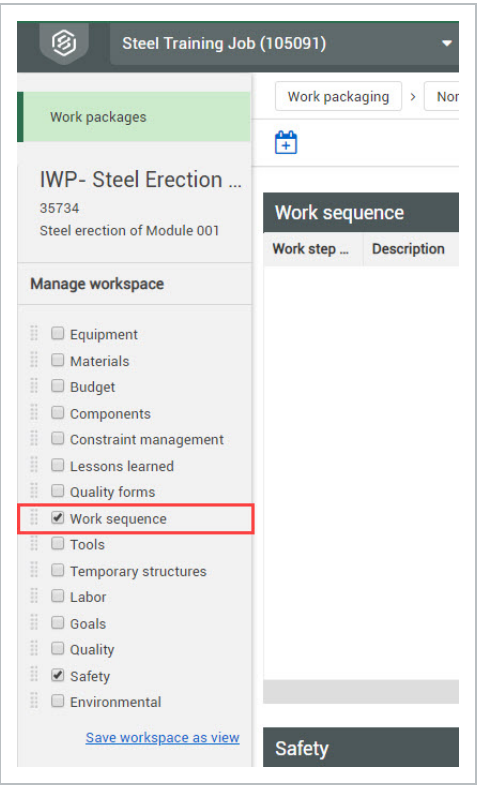 Steel Training Job (105091)
Work packages
IWP- Steel Erection ...
35734
Steel erection of Module 001
Manage workspace
Equipment
Materials
Budget
Components
Constraint management
Lessons learned
Quality forms
Work sequence
Tools
Temporary structures
Labor
Goals
Quality
Safety
Environmental
Save workspace as view
Work packaging > Nor
Work sequence
Work step ... Description
Safety